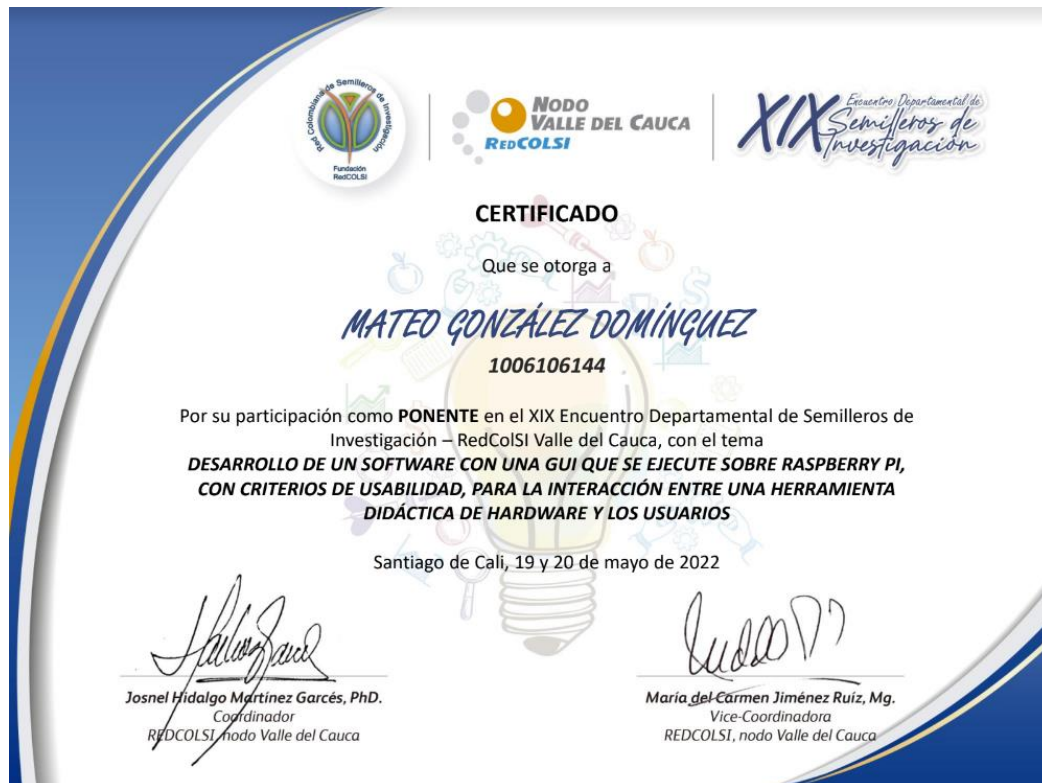 Red Colombiana de Semilleros de Investigación
Fundación
RedCOLSI
NODO
VALLE DEL CAUCA
REDCOLSI
XIX Encuentro Departamental de
Semilleros de
Investigación
CERTIFICADO
Que se otorga a
MATEO GONZÁLEZ DOMÍNGUEZ
1006106144
Por su participación como PONENTE en el XIX Encuentro Departamental de Semilleros de
Investigación – RedColSI Valle del Cauca, con el tema
DESARROLLO DE UN SOFTWARE CON UNA GUI QUE SE EJECUTE SOBRE RASPBERRY PI,
CON CRITERIOS DE USABILIDAD, PARA LA INTERACCIÓN ENTRE UNA HERRAMIENTA
DIDÁCTICA DE HARDWARE Y LOS USUARIOS
Santiago de Cali, 19 y 20 de mayo de 2022
Josnel Hidalgo Martínez Garcés, PhD.
Coordinador
REDCOLSI, nodo Valle del Cauca
María del Carmen Jiménez Ruíz, Mg.
Vice-Coordinadora
REDCOLSI, nodo Valle del Cauca